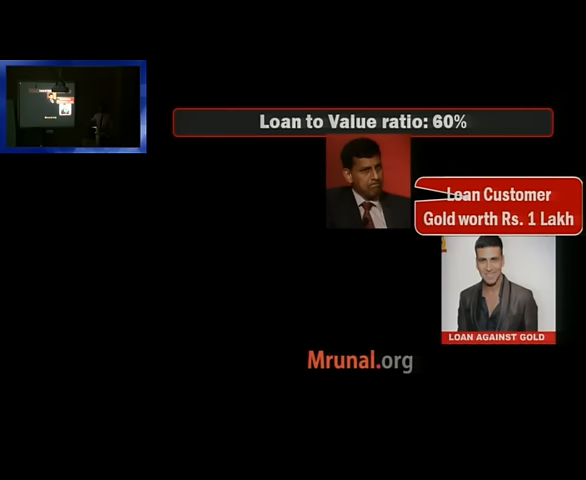 Loan to Value ratio: 60%
Loan Customer
Gold worth Rs. 1 Lakh
LOAN AGAINST GOLD
Mrunal.org